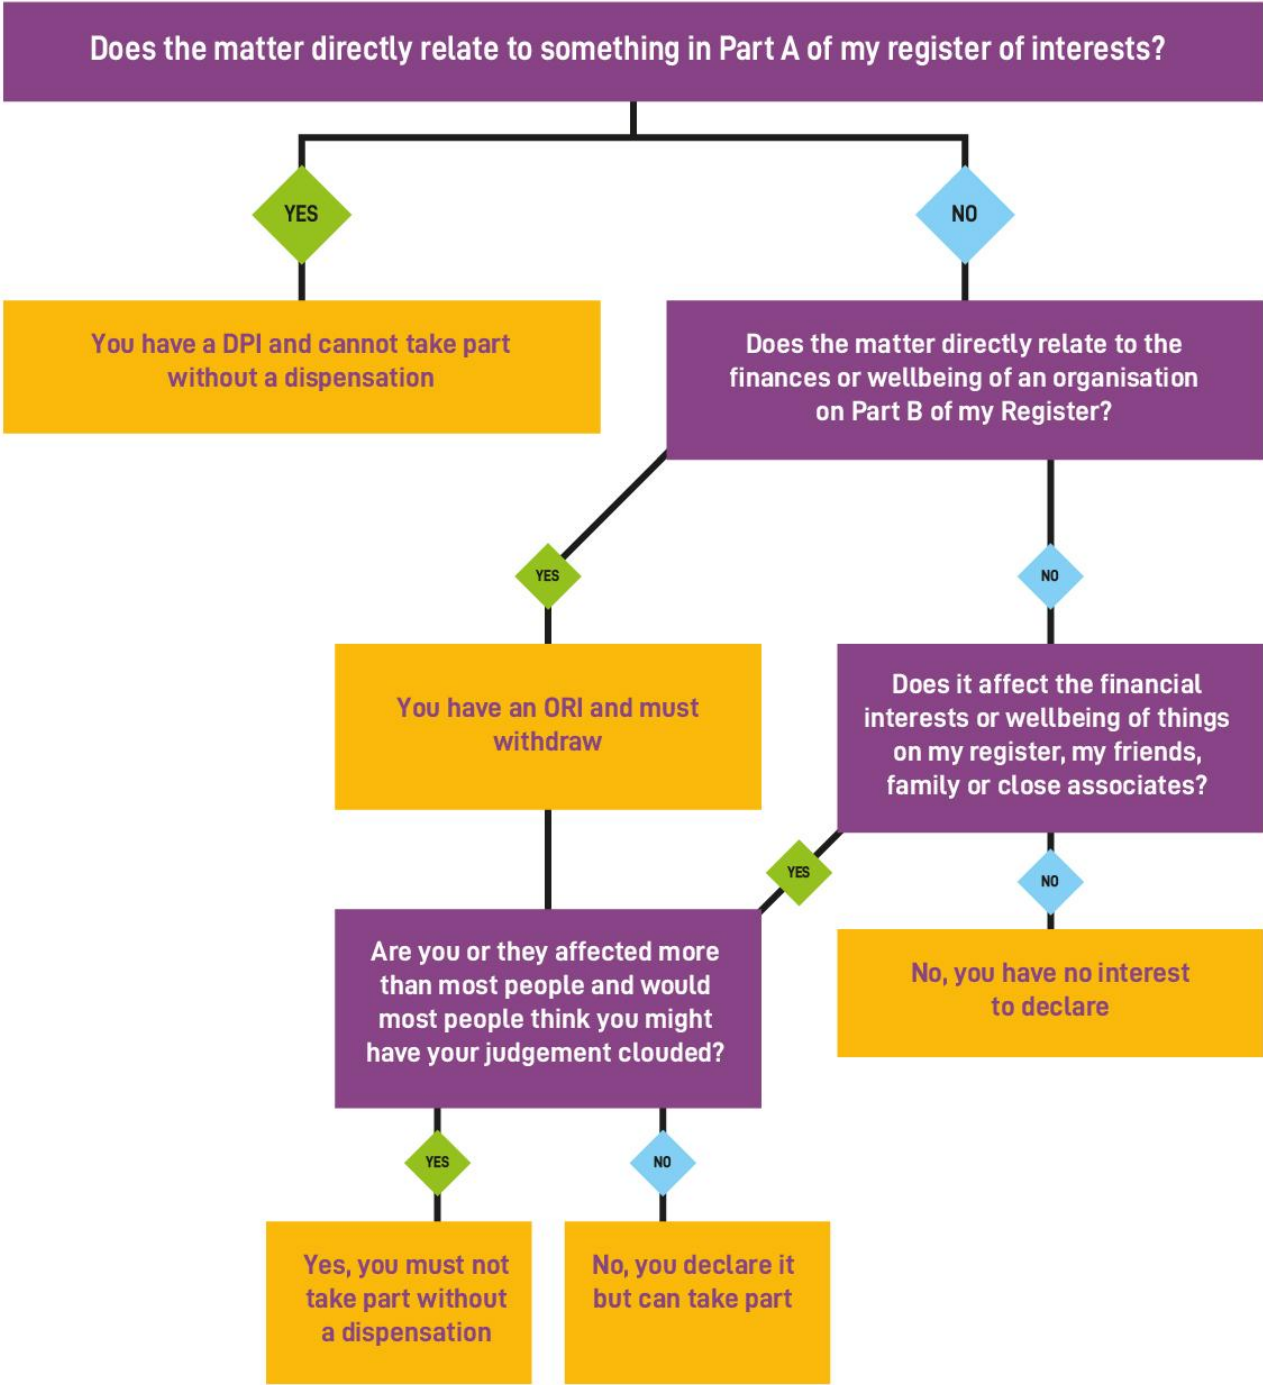 Does the matter directly relate to something in Part A of my register of interests?
YES
NO
You have a DPI and cannot take part
without a dispensation
Does the matter directly relate to the
finances or wellbeing of an organisation
on Part B of my Register?
YES
NO
You have an ORI and must
withdraw
Does it affect the financial
interests or wellbeing of things
on my register, my friends,
family or close associates?
YES
NO
Are you or they affected more
than most people and would
most people think you might
have your judgement clouded?
No, you have no interest
to declare
YES
NO
Yes, you must not
take part without
a dispensation
No, you declare it
but can take part